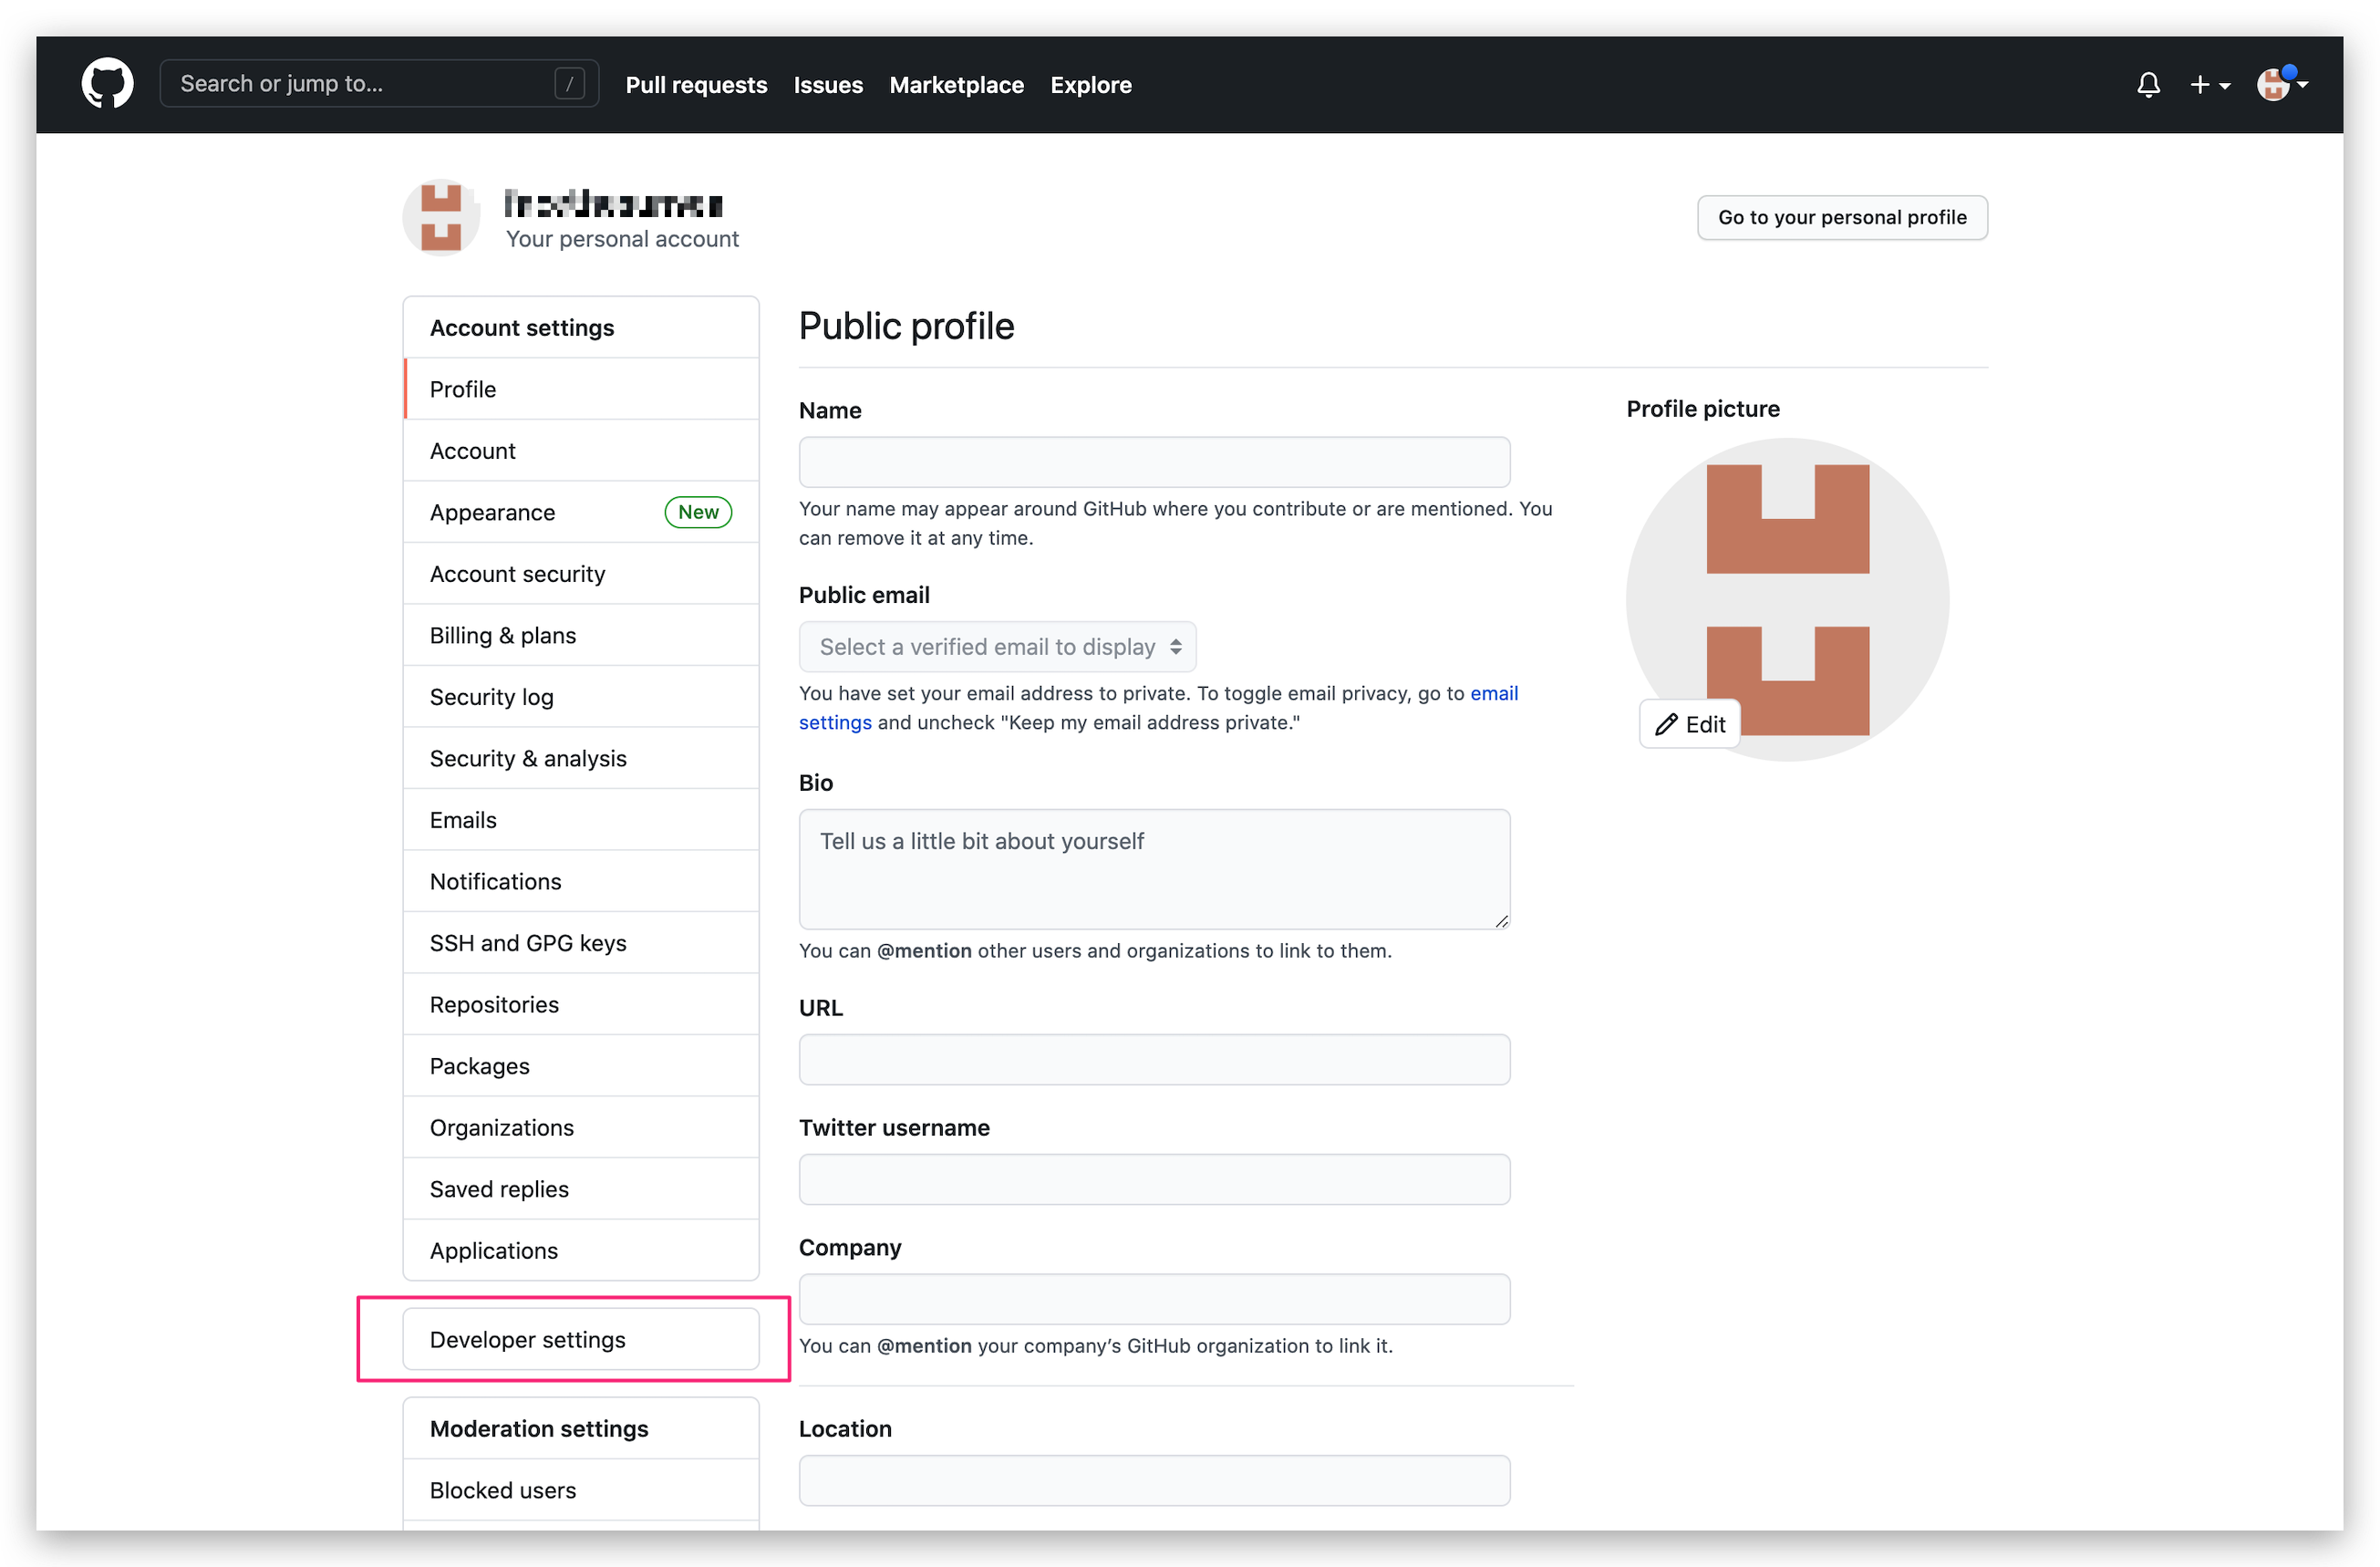 Search or jump to...
/
Pull requests
Issues
Marketplace
Explore
Your personal account
Go to your personal profile
Account settings
Profile
Account
Appearance
New
Account security
Billing & plans
Security log
Security & analysis
Emails
Notifications
SSH and GPG keys
Repositories
Packages
Organizations
Saved replies
Applications
Developer settings
Moderation settings
Blocked users
Public profile
Name
Your name may appear around GitHub where you contribute or are mentioned. You
can remove it at any time.
Public email
Select a verified email to display
You have set your email address to private. To toggle email privacy, go to email
settings and uncheck "Keep my email address private."
Bio
Tell us a little bit about yourself
You can @mention other users and organizations to link to them.
URL
Twitter username
Company
You can @mention your company’s GitHub organization to link it.
Location
Profile picture
Edit